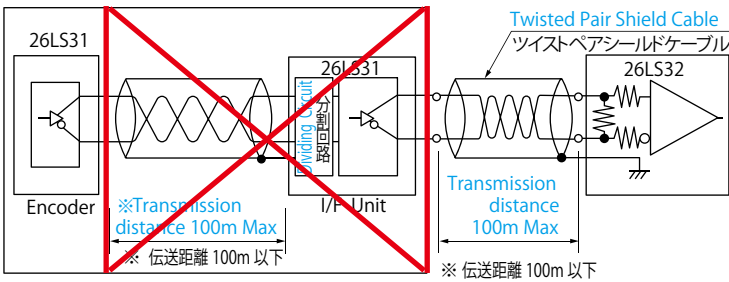 Twisted Pair Shield Cable
ツイストペアシールドケーブル
26LS31
26LS31
26LS32
Dividing Circuit
分割回路
Encoder
I/F Unit
※Transmission
distance 100m Max
※ 伝送距離 100m 以下
Transmission
distance
100m Max
※ 伝送距離 100m 以下